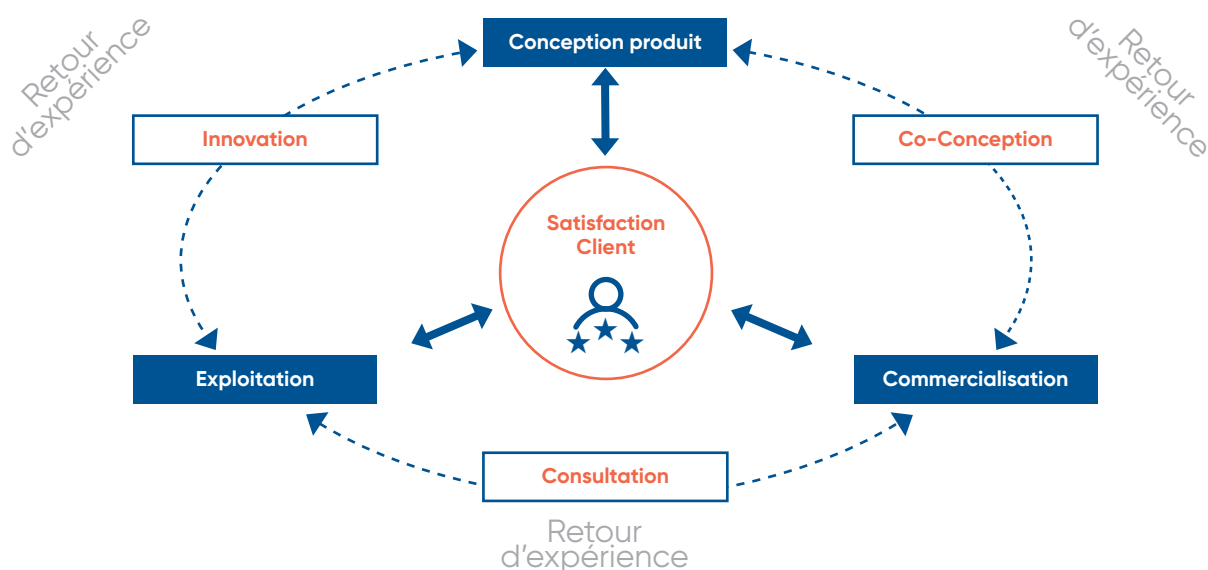 Conception produit
Retour
d'expérience
Retour
d'expérience
Innovation
Co-Conception
Satisfaction
Client
Exploitation
Commercialisation
Consultation
Retour
d'expérience